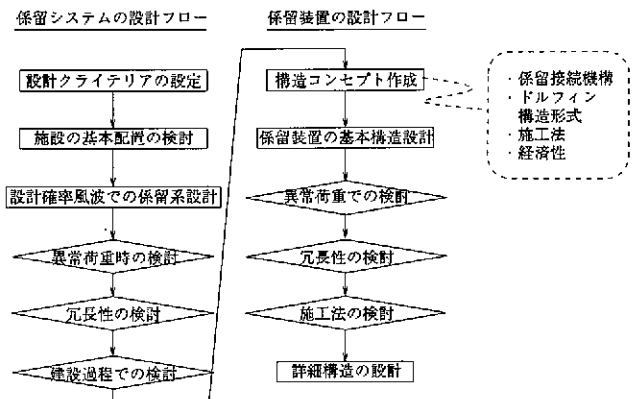 係留システムの設計フロー
設計クライテリアの設定
施設の基本配置の検討
設計確率風波での係留系設計
異常荷重時の検討
冗長性の検討
建設過程での検討
係留装置の設計フロー
構造コンセプト作成
係留装置の基本構造設計
異常荷重での検討
冗長性の検討
施工法の検討
詳細構造の設計
・係留接続機構
・ドルフィン
構造形式
・施工法
・経済性